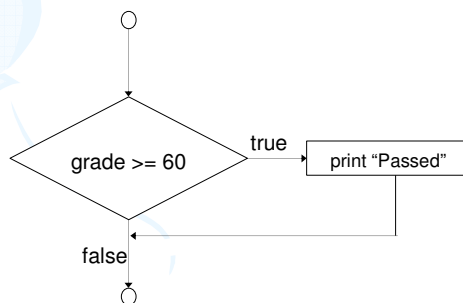 true
grade >= 60
print “Passed”
false